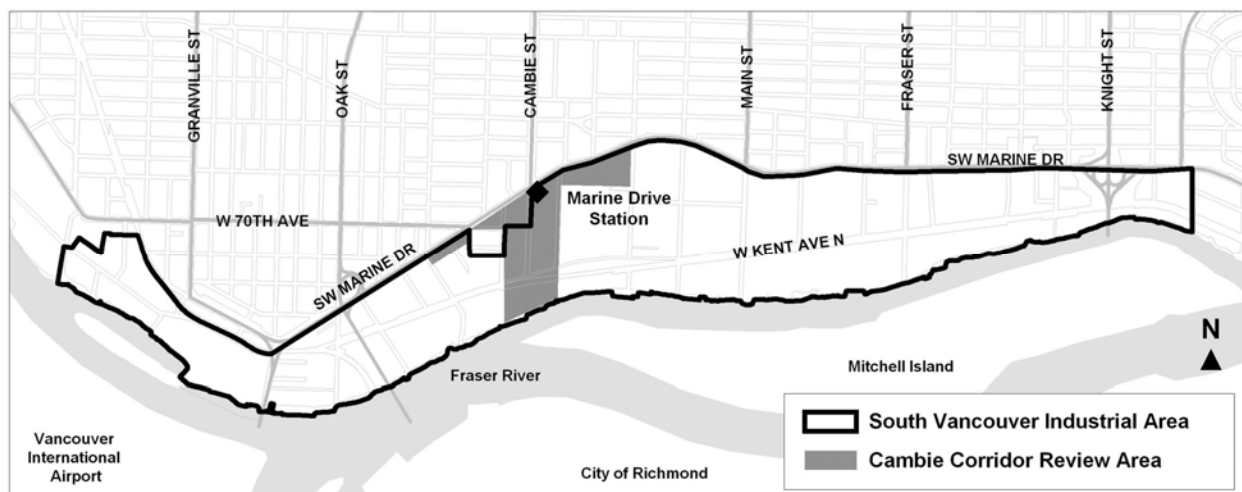 GRANVILLE ST
OAK ST
CAMBIE ST
MAIN ST
FRASER ST
KNIGHT ST
SW MARINE DR
W 70TH AVE
Marine Drive
Station
SW MARINE DR
W KENT AVE N
N
Fraser River
Mitchell Island
Vancouver
International
Airport
City of Richmond
South Vancouver Industrial Area
Cambie Corridor Review Area